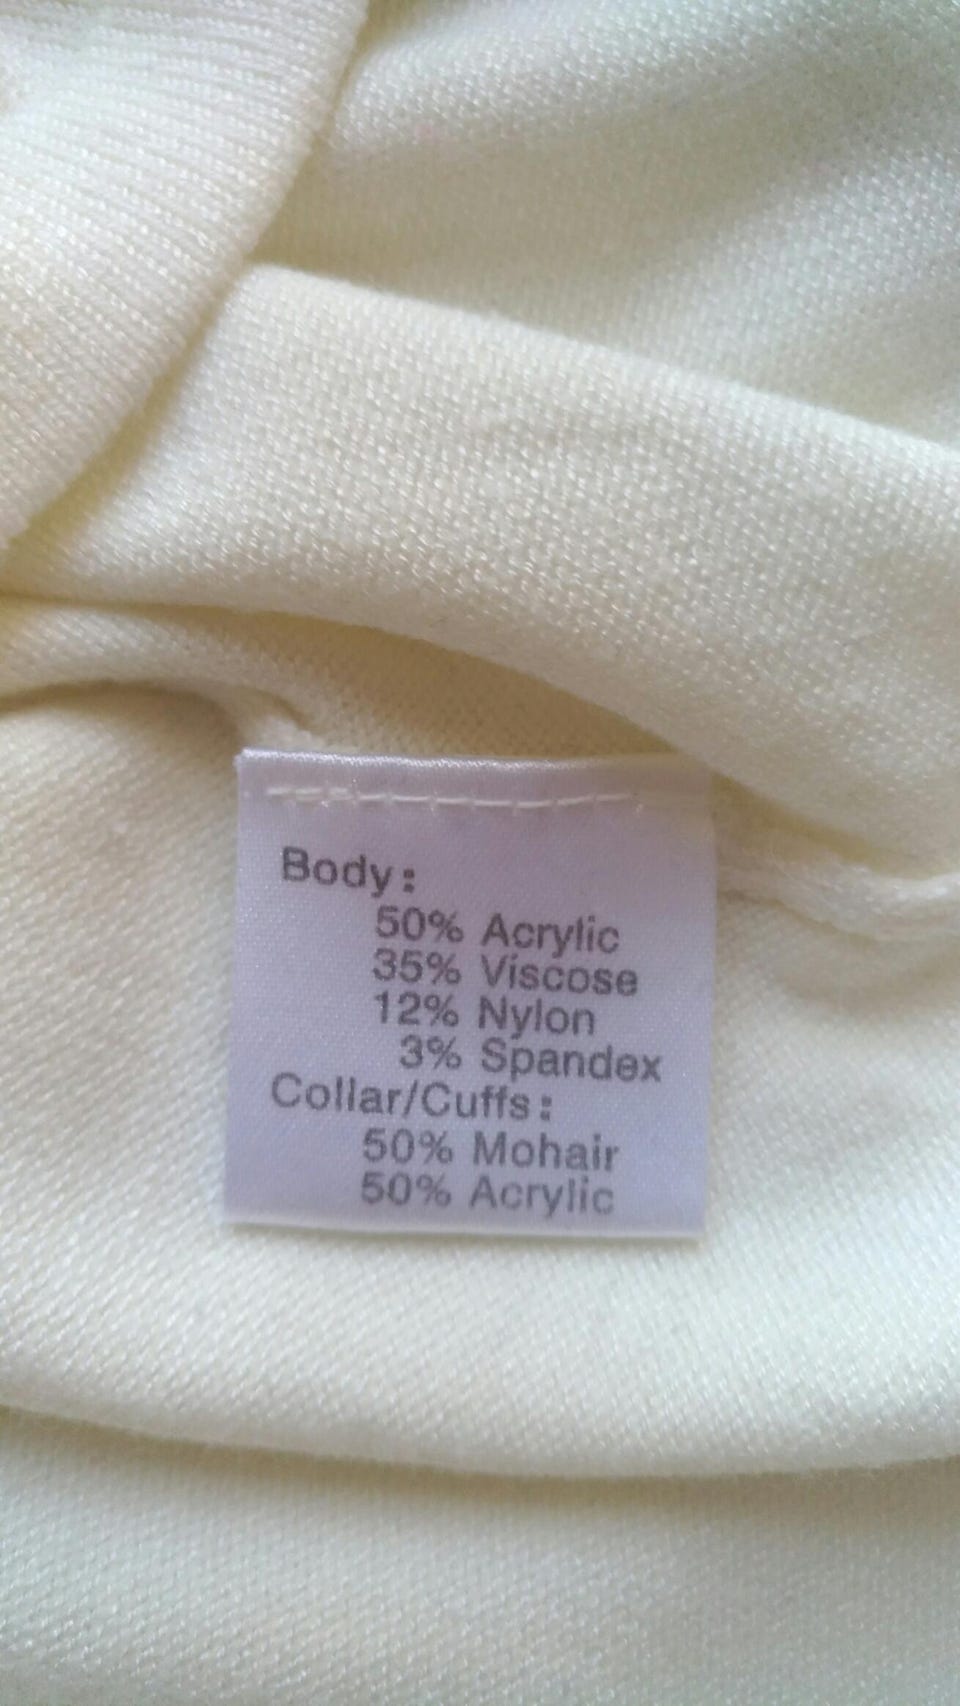 Body:
50% Acrylic
35% Viscose
12% Nylon
3% Spandex
Collar/Cuffs:
50% Mohair
50% Acrylic